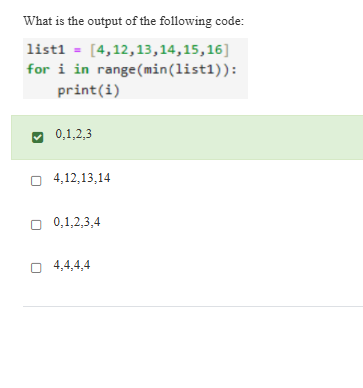 What is the output of the following code:
list1 = [4,12,13,14,15,16]
for i in range(min(list1)):
    print(i)
0,1,2,3
4,12,13,14
0,1,2,3,4
4,4,4,4